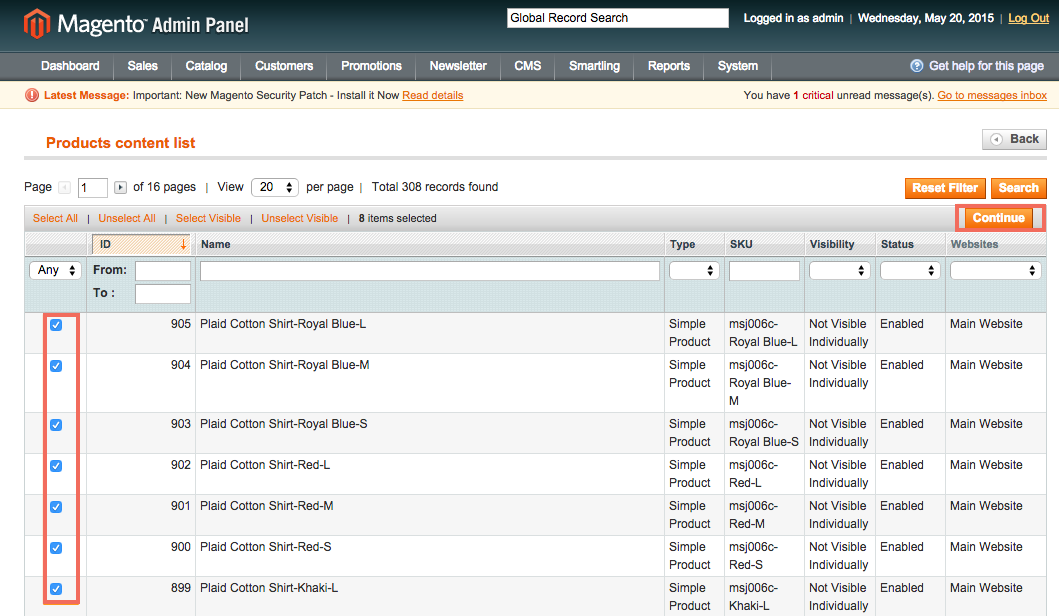 Magento Admin Panel
Global Record Search
Logged in as admin | Wednesday, May 20, 2015 | Log Out
Dashboard Sales Catalog Customers Promotions Newsletter CMS Smartling Reports System Get help for this page
Latest Message: Important: New Magento Security Patch - Install it Now Read details You have 1 critical unread message(s). Go to messages inbox
Products content list
Back
Page 1 of 16 pages | View 20 per page | Total 308 records found
Reset Filter Search
Select All | Unselect All | Select Visible | Unselect Visible | 8 items selected
Continue
ID Name Type SKU Visibility Status Websites
Any From:
To :
905 Plaid Cotton Shirt-Royal Blue-L Simple Product msj006c-Royal Blue-L Not Visible Individually Enabled Main Website
904 Plaid Cotton Shirt-Royal Blue-M Simple Product msj006c-Royal Blue-M Not Visible Individually Enabled Main Website
903 Plaid Cotton Shirt-Royal Blue-S Simple Product msj006c-Royal Blue-S Not Visible Individually Enabled Main Website
902 Plaid Cotton Shirt-Red-L Simple Product msj006c-Red-L Not Visible Individually Enabled Main Website
901 Plaid Cotton Shirt-Red-M Simple Product msj006c-Red-M Not Visible Individually Enabled Main Website
900 Plaid Cotton Shirt-Red-S Simple Product msj006c-Red-S Not Visible Individually Enabled Main Website
899 Plaid Cotton Shirt-Khaki-L Simple Product msj006c-Khaki-L Not Visible Individually Enabled Main Website